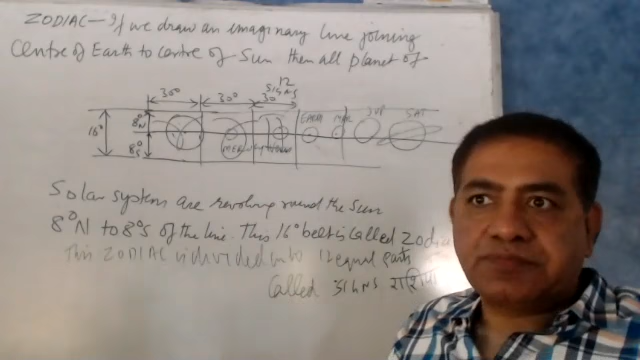 ZODIAC — If we draw an imaginary line joining
Centre of Earth to centre of Sun then all planet of
30° 30° 30° 12 SIGNS
16° 8°N 8°S
MER EARTH MAR JUP SAT
Solar system are revolving round the Sun
8°N to 8°S of the line. This 16° belt is called Zodia
This ZODIAC is divided into 12 equal parts
Called SIGNS